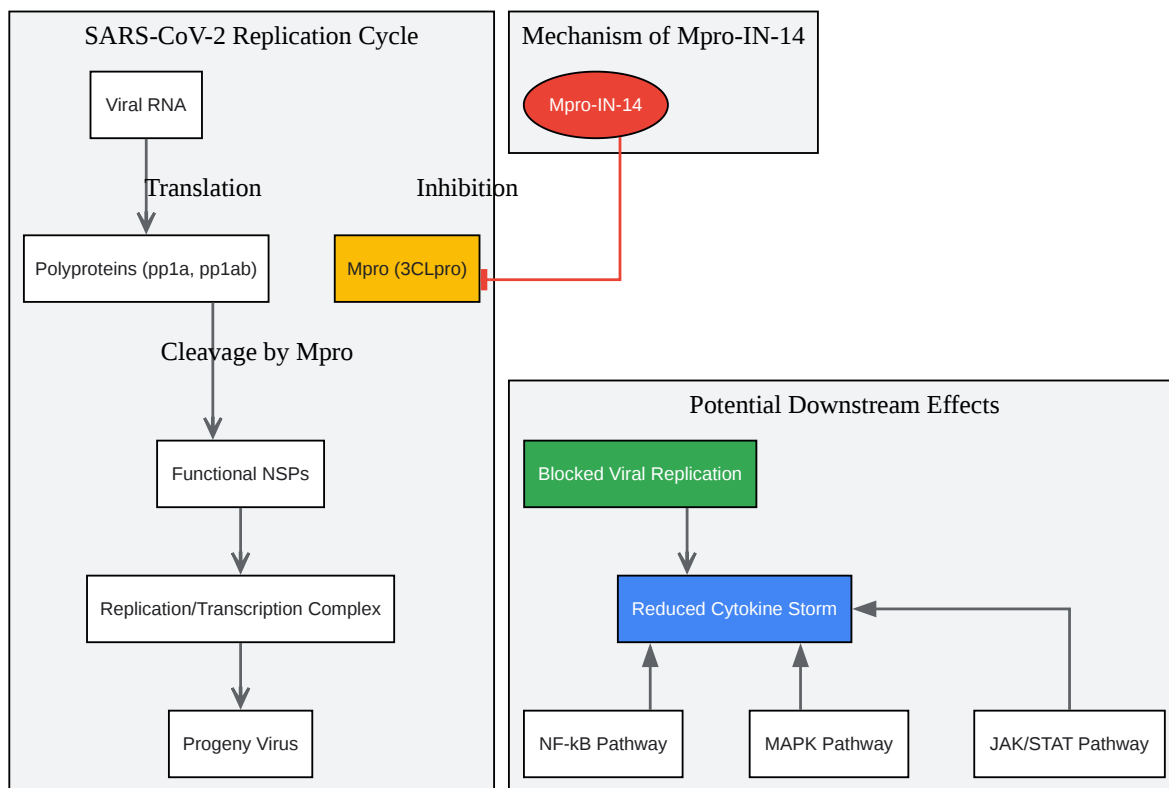 SARS-CoV-2 Replication Cycle
Viral RNA
Translation
Polyproteins (pp1a, pp1ab)
Mpro (3CLpro)
Cleavage by Mpro
Functional NSPs
Replication/Transcription Complex
Progeny Virus
Mechanism of Mpro-IN-14
Mpro-IN-14
Inhibition
Potential Downstream Effects
Blocked Viral Replication
Reduced Cytokine Storm
NF-kB Pathway
MAPK Pathway
JAK/STAT Pathway